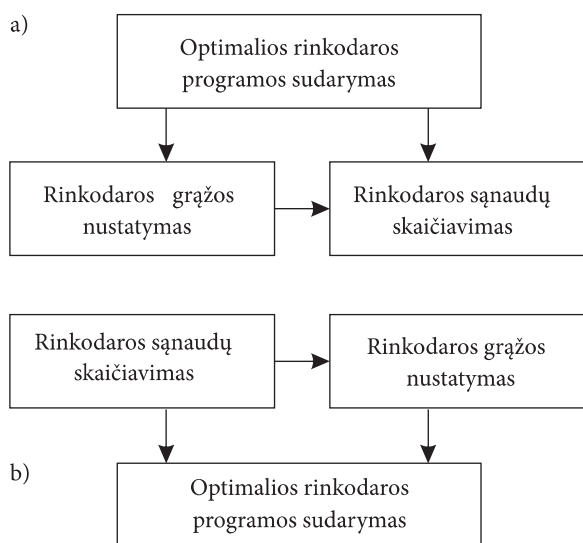 a)
Optimalios rinkodaros
programos sudarymas
Rinkodaros grąžos
nustatymas
Rinkodaros sąnaudų
skaičiavimas
Rinkodaros sąnaudų
skaičiavimas
Rinkodaros grąžos
nustatymas
b)
Optimalios rinkodaros
programos sudarymas